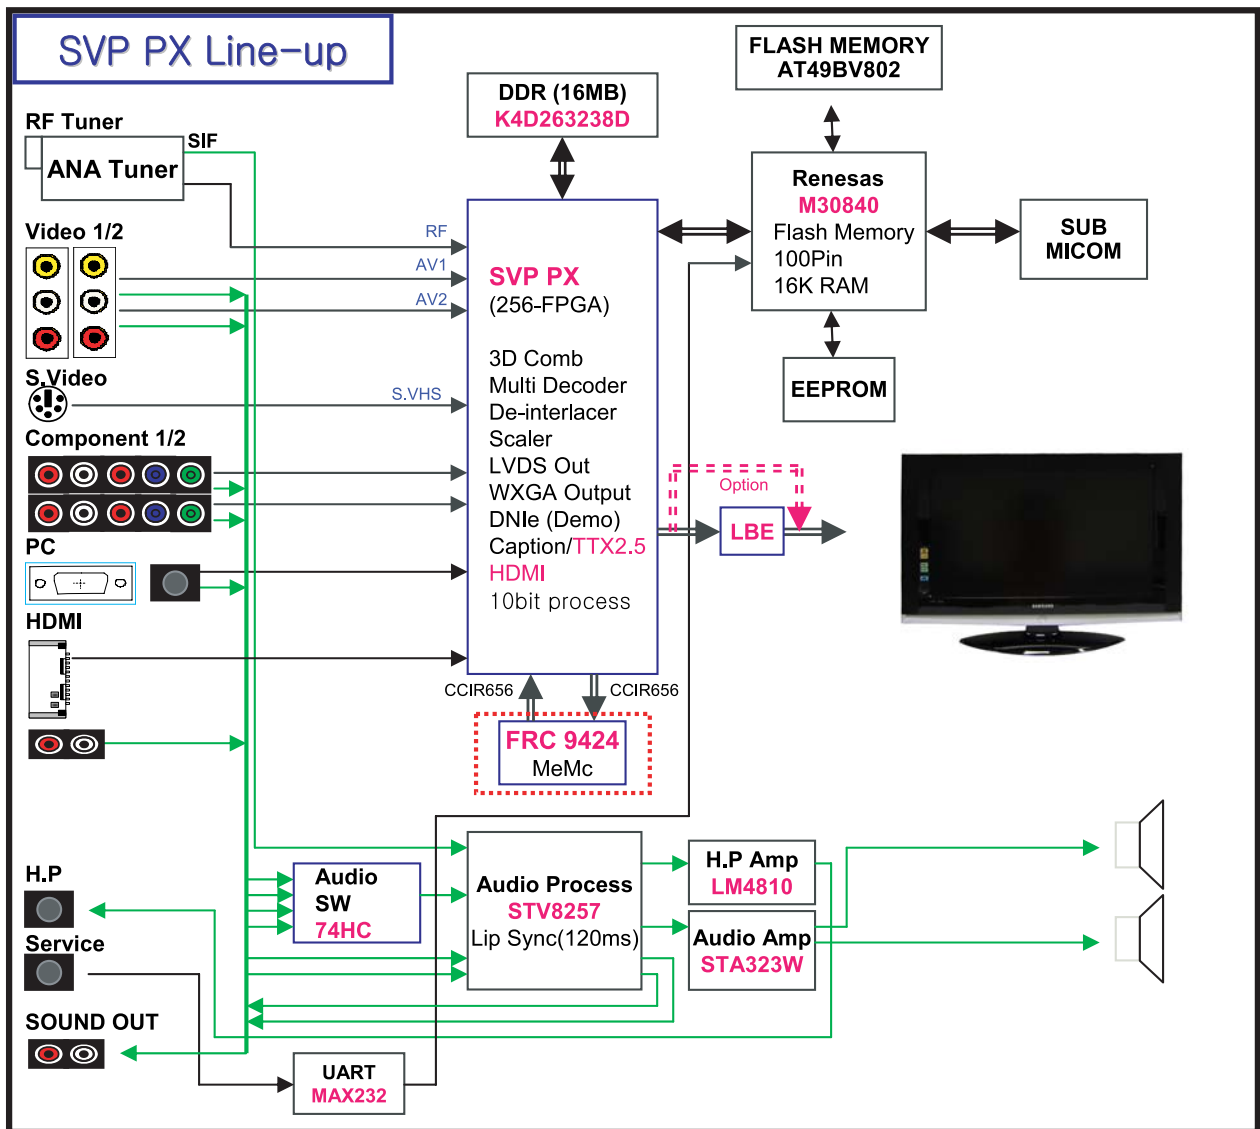 SVP PX Line-up
FLASH MEMORY
AT49BV802
DDR (16MB)
K4D263238D
RF Tuner
SIF
ANA Tuner
Renesas
M30840
Flash Memory
100Pin
16K RAM
SUB
MICOM
Video 1/2
RF
AV1
AV2
SVP PX
(256-FPGA)
3D Comb
Multi Decoder
De-interlacer
Scaler
LVDS Out
WXGA Output
DNIe (Demo)
Caption/TTX2.5
HDMI
10bit process
EEPROM
S.Video
S.VHS
Component 1/2
Option
LBE
PC
HDMI
SAMSUNG
CCIR656
CCIR656
FRC 9424
MeMc
H.P
Audio
SW
74HC
Audio Process
STV8257
Lip Sync(120ms)
H.P Amp
LM4810
Audio Amp
STA323W
Service
SOUND OUT
UART
MAX232